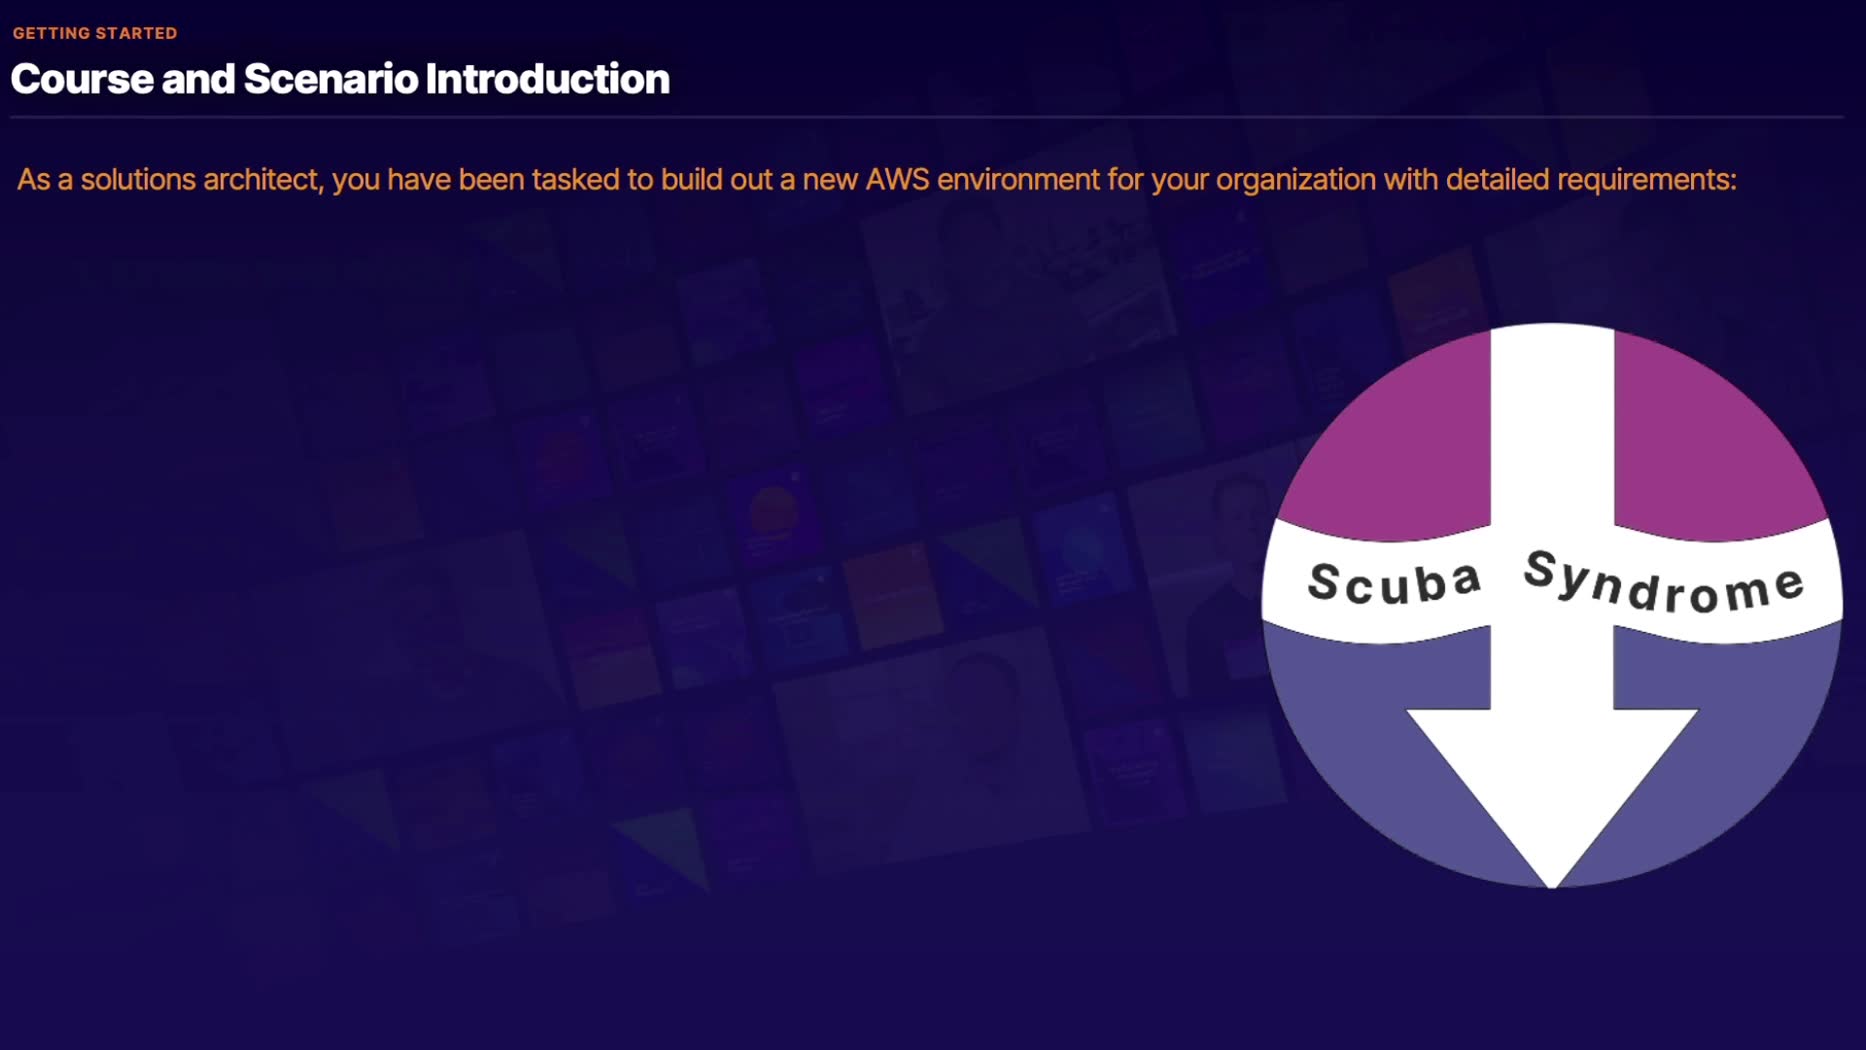 GETTING STARTED
Course and Scenario Introduction
As a solutions architect, you have been tasked to build out a new AWS environment for your organization with detailed requirements:
Scuba Syndrome